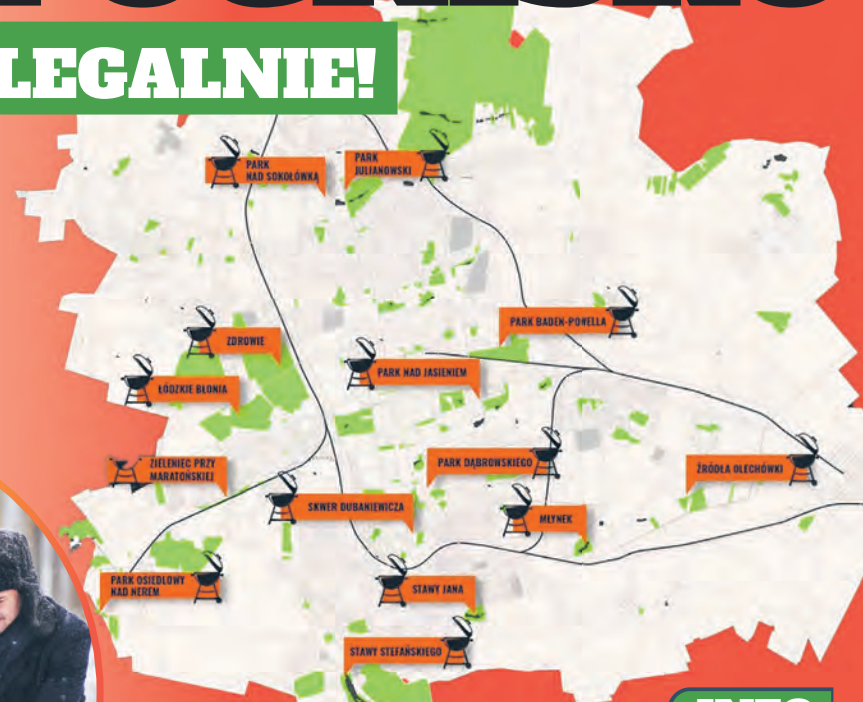 LEGALNIE!
PARK
NAD SOKOŁÓWKĄ
PARK
JULIANOWSKI
PARK BADEN-POWELLA
ZDROWIE
PARK NAD JASIENIEM
ŁÓDZKIE BŁONIA
ZIELENIEC PRZY
MARATOŃSKIEJ
PARK DĄBROWSKIEGO
ŹRÓDŁA OLECHÓWKI
SKWER DUBANIEWICZA
MŁYNEK
PARK OSIEDLOWY
NAD NEREM
STAWY JANA
STAWY STEFAŃSKIEGO